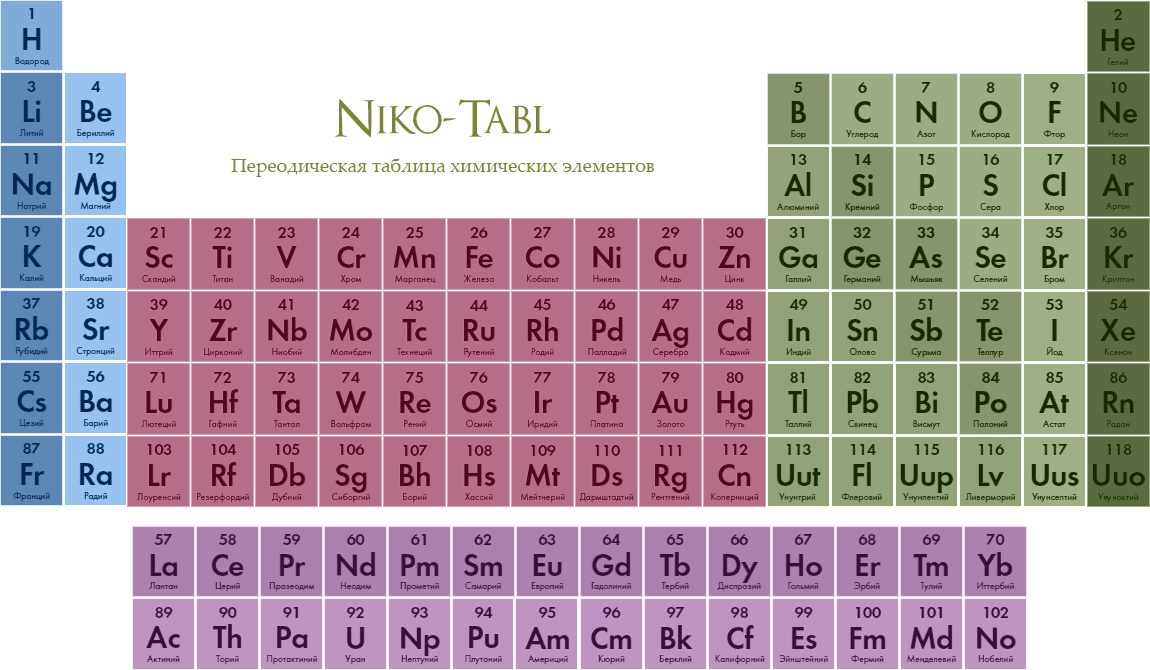 1 2
H He
Водород Гелий
3 4 5 6 7 8 9 10
Li Be B C N O F Ne
Литий Бериллий Бор Углерод Азот Кислород Фтор Неон
NIKO-TABL
Переодическая таблица химических элементов
11 12 13 14 15 16 17 18
Na Mg Al Si P S Cl Ar
Натрий Магний Алюминий Кремний Фосфор Сера Хлор Аргон
19 20 21 22 23 24 25 26 27 28 29 30 31 32 33 34 35 36
K Ca Sc Ti V Cr Mn Fe Co Ni Cu Zn Ga Ge As Se Br Kr
Калий Кальций Скандий Титан Ванадий Хром Марганец Железо Кобальт Никель Медь Цинк Галлий Германий Мышьяк Селений Бром Криптон
37 38 39 40 41 42 43 44 45 46 47 48 49 50 51 52 53 54
Rb Sr Y Zr Nb Mo Tc Ru Rh Pd Ag Cd In Sn Sb Te I Xe
Рубидий Стронций Иттрий Цирконий Ниобий Молибден Технеций Рутений Родий Палладий Серебро Кадмий Индий Олово Сурьма Теллур Йод Ксенон
55 56 71 72 73 74 75 76 77 78 79 80 81 82 83 84 85 86
Cs Ba Lu Hf Ta W Re Os Ir Pt Au Hg Tl Pb Bi Po At Rn
Цезий Барий Лютеций Гафний Тантал Вольфрам Рений Осмий Иридий Платина Золото Ртуть Таллий Свинец Висмут Полоний Астат Радон
87 88 103 104 105 106 107 108 109 110 111 112 113 114 115 116 117 118
Fr Ra Lr Rf Db Sg Bh Hs Mt Ds Rg Cn Uut Fl Uup Lv Uus Uuo
Франций Радий Лоуренсий Резерфордий Дубний Сиборгий Борий Хассий Мейтнерий Дармштадтий Рентгений Коперниций Унунтрий Флеровий Унунпентий Ливерморий Унунсептий Унуноктий
57 58 59 60 61 62 63 64 65 66 67 68 69 70
La Ce Pr Nd Pm Sm Eu Gd Tb Dy Ho Er Tm Yb
Лантан Церий Празеодим Неодим Прометий Самарий Европий Гадолиний Тербий Диспрозий Гольмий Эрбий Тулий Иттербий
89 90 91 92 93 94 95 96 97 98 99 100 101 102
Ac Th Pa U Np Pu Am Cm Bk Cf Es Fm Md No
Актиний Торий Протактиний Уран Нептуний Плутоний Америций Кюрий Берклий Калифорний Эйнштейний Фермий Менделевий Нобелий